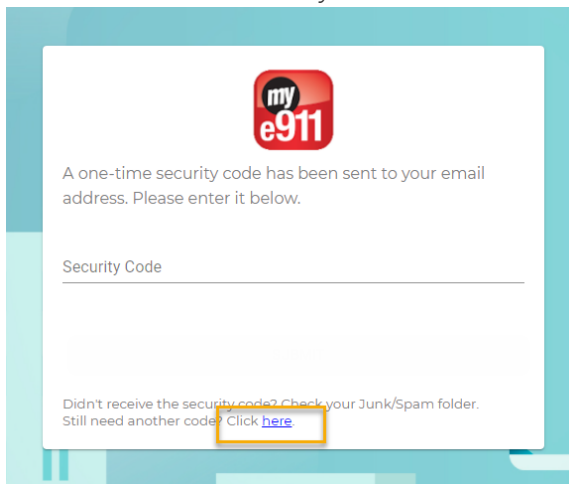 my
e911
A one-time security code has been sent to your email
address. Please enter it below.
Security Code
Didn't receive the security code? Check your Junk/Spam folder.
Still need another code? Click here.